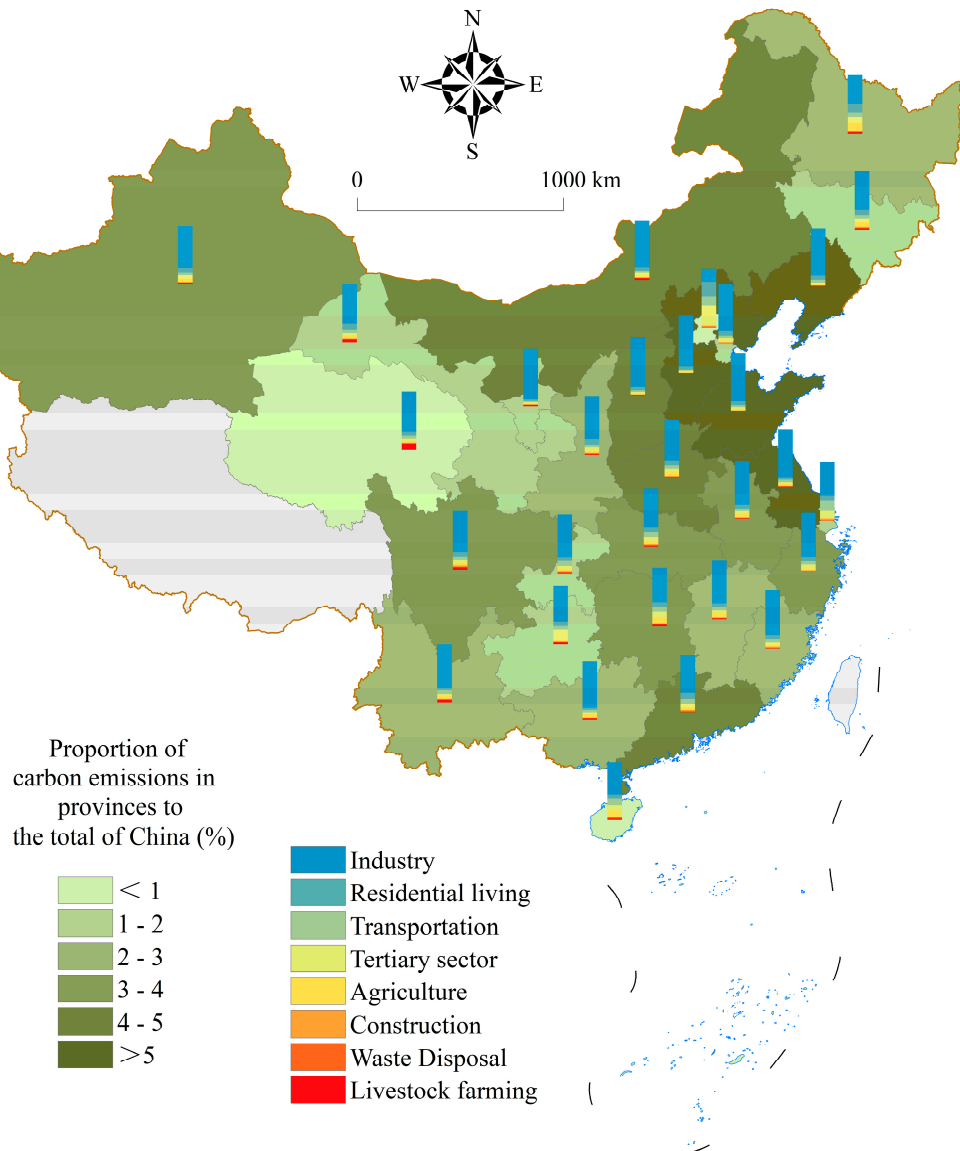 N
W E
S
0 1000 km
Proportion of
carbon emissions in
provinces to
the total of China (%)
< 1
1 - 2
2 - 3
3 - 4
4 - 5
>5
Industry
Residential living
Transportation
Tertiary sector
Agriculture
Construction
Waste Disposal
Livestock farming